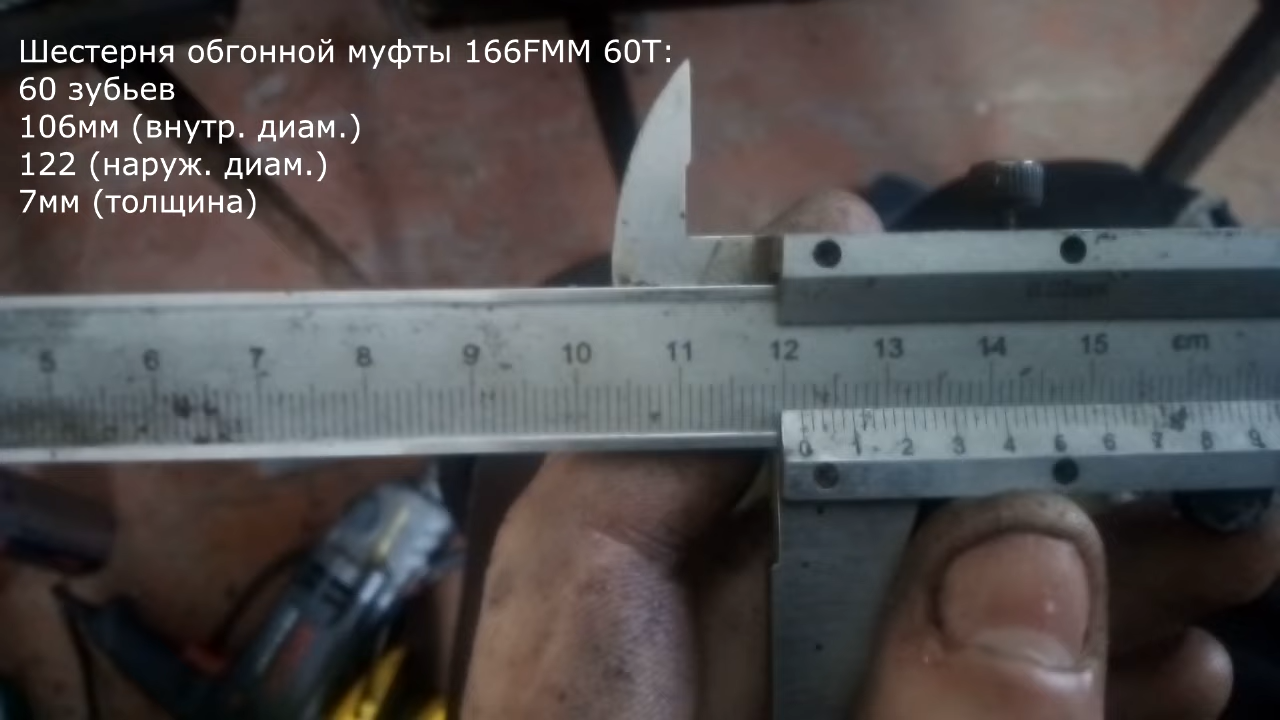 Шестерня обгонной муфты 166FMM 60T:
60 зубьев
106мм (внутр. диам.)
122 (наруж. диам.)
7мм (толщина)
5 6 7 8 9 10 11 12 13 14 15 cm
0 1 2 3 4 5 6 7 8 9